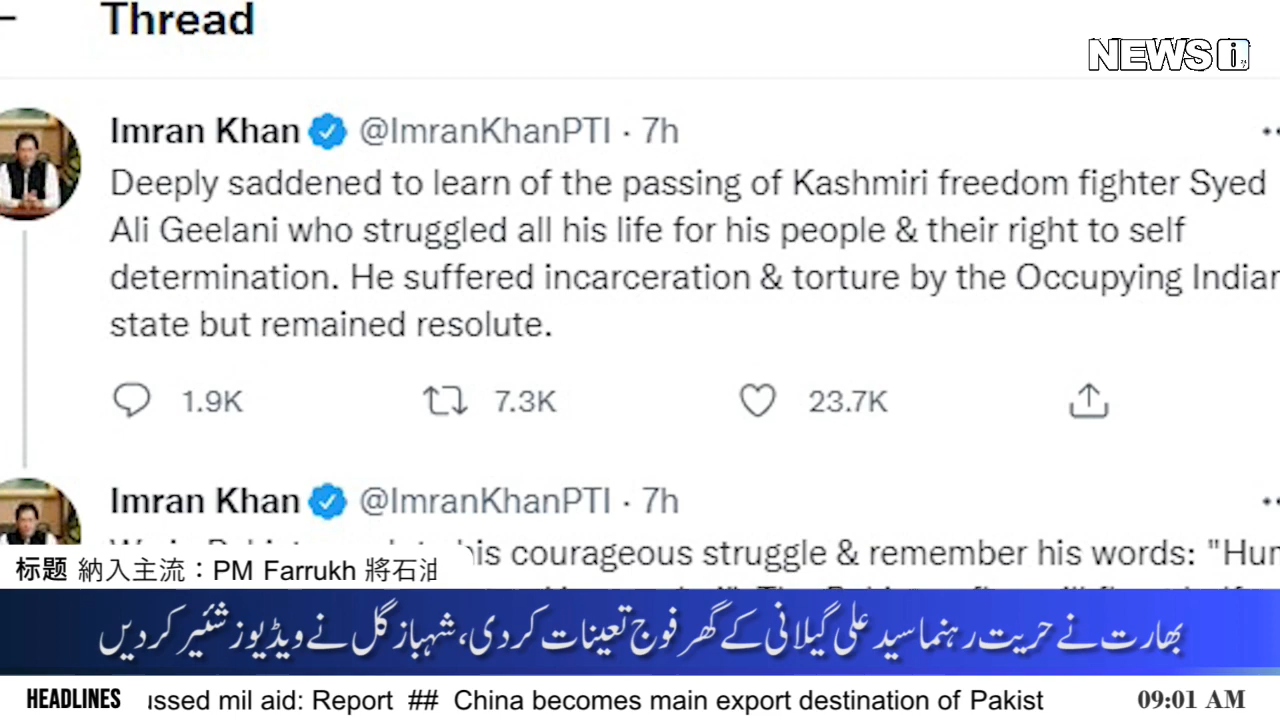 Thread
NEWS i
Imran Khan @ImranKhanPTI · 7h
Deeply saddened to learn of the passing of Kashmiri freedom fighter Syed
Ali Geelani who struggled all his life for his people & their right to self
determination. He suffered incarceration & torture by the Occupying Indian
state but remained resolute.
1.9K 7.3K 23.7K
Imran Khan @ImranKhanPTI · 7h
his courageous struggle & remember his words: "Hum
标题 納入主流：PM Farrukh 將石油
بھارت نے حریت رہنما سید علی گیلانی کے گھر فوج تعینات کردی، شہباز گل نے ویڈیوز شئیر کردیں
HEADLINES ussed mil aid: Report ## China becomes main export destination of Pakist 09:01 AM